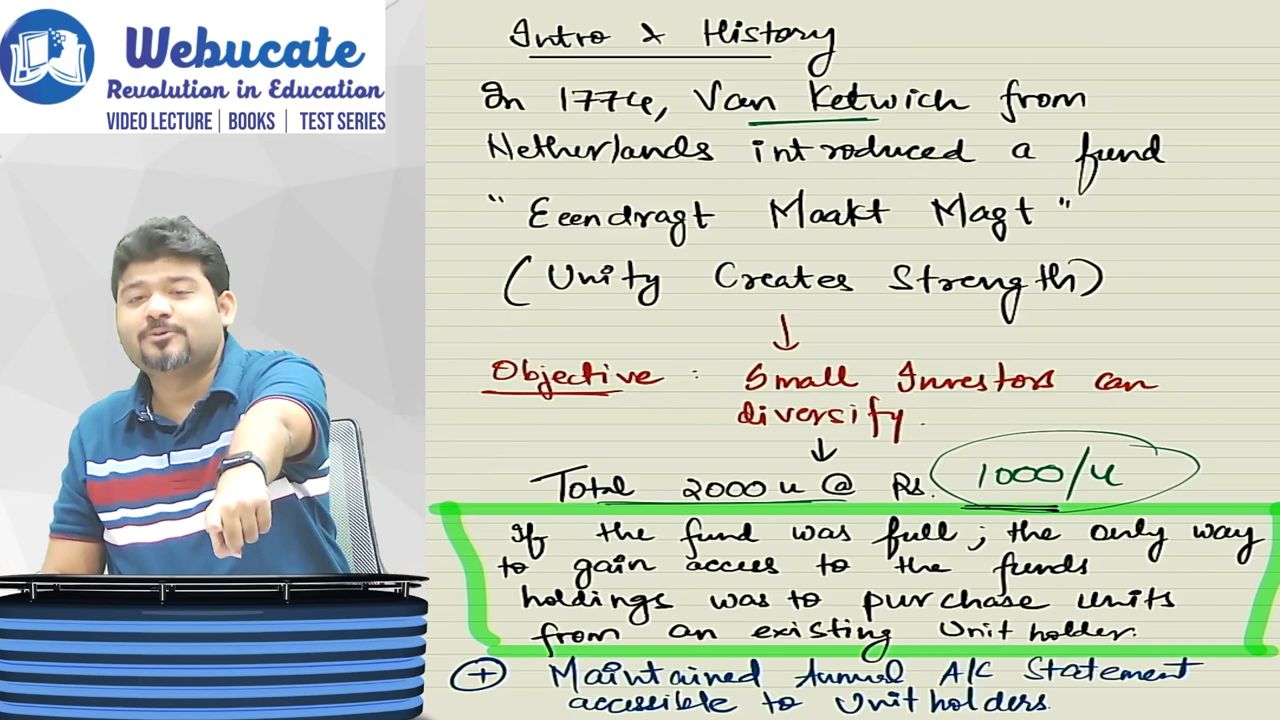 Webucate
Revolution in Education
VIDEO LECTURE | BOOKS | TEST SERIES
Intro & History
In 1774, Van Ketwich from
Netherlands introduced a fund
"Eeendragt Maakt Magt"
(Unity Creates Strength)
↓
Objective : Small Investors can
diversify.
↓
Total 2000 u @ Rs. 1000/u
If the fund was full; the only way
to gain acces to the funds
holdings was to purchase units
from an existing Unit holder.
+ Maintained Annual A/C Statement
accessible to Unit holders.